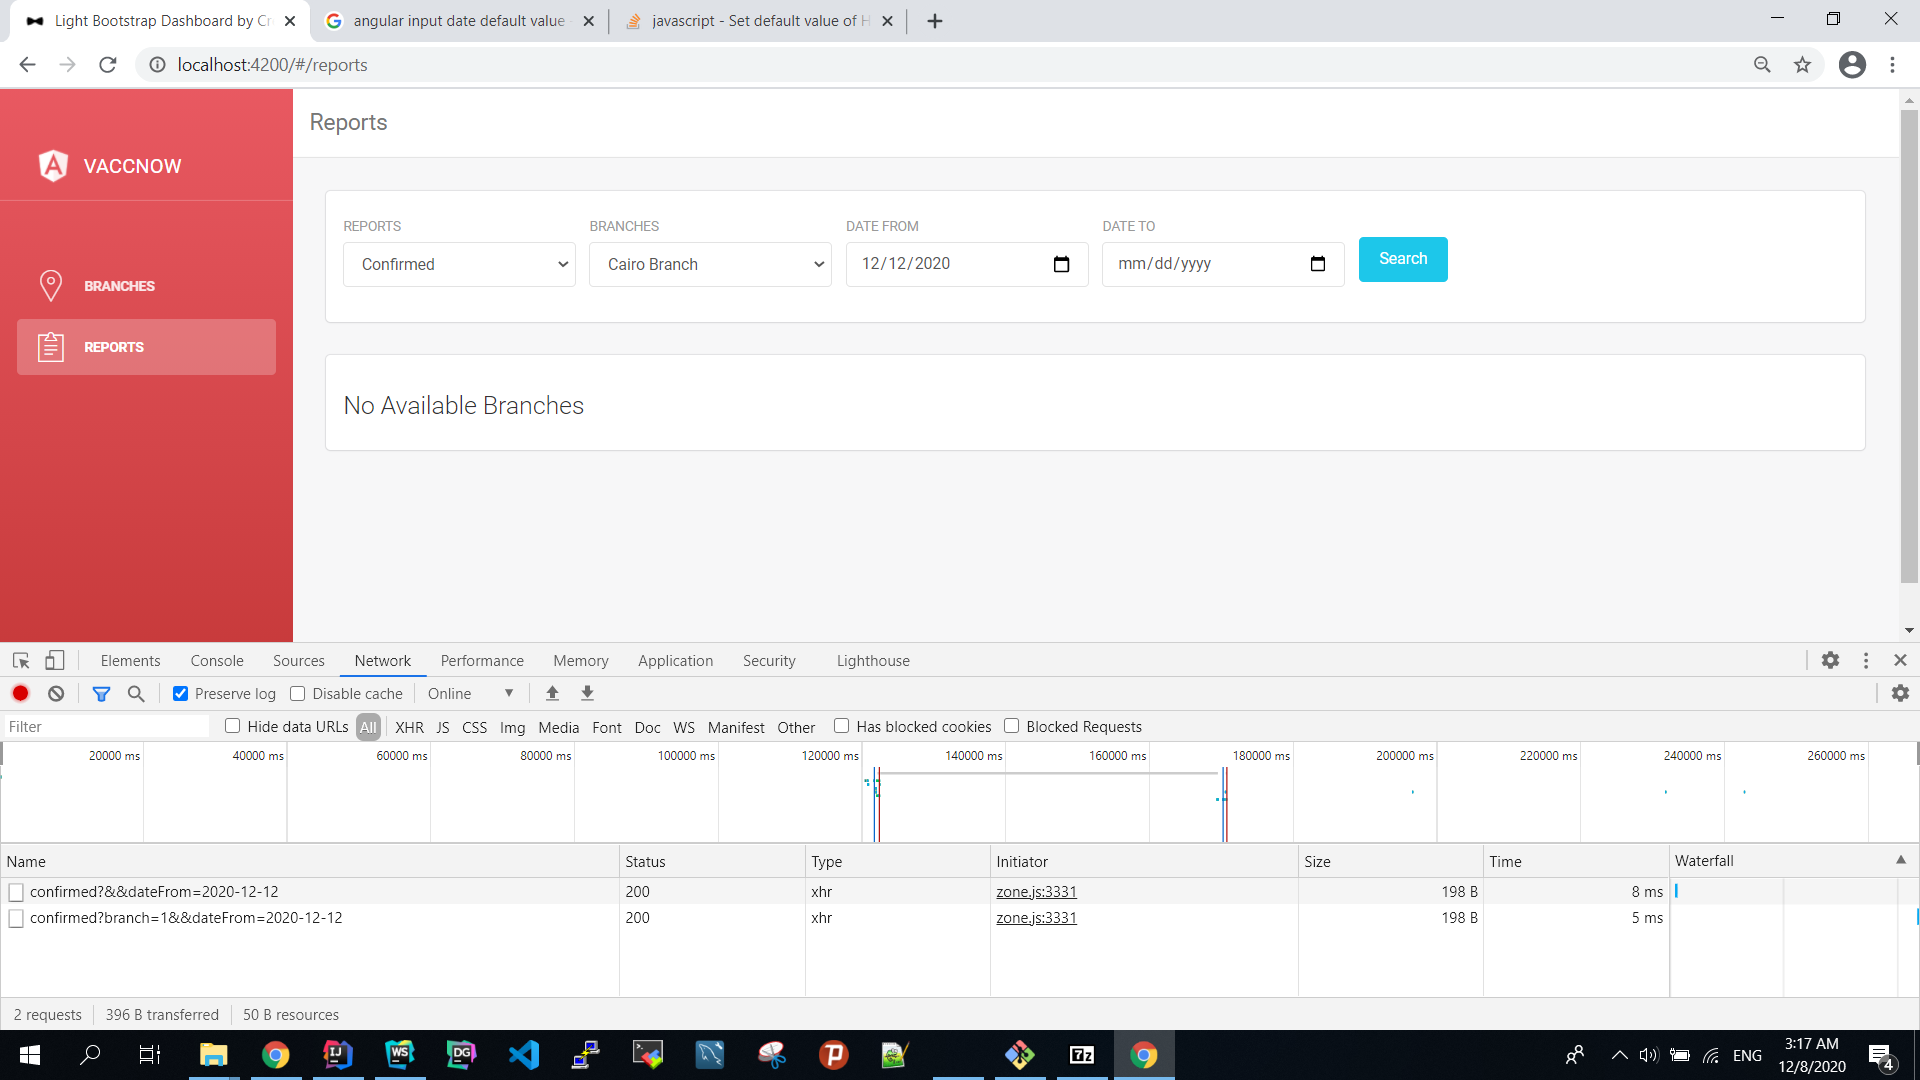 Light Bootstrap Dashboard by Cr
angular input date default value
javascript - Set default value of H
localhost:4200/#/reports
Reports
VACCNOW
BRANCHES
REPORTS
REPORTS BRANCHES DATE FROM DATE TO
Confirmed Cairo Branch 12/12/2020 mm/dd/yyyy Search
No Available Branches
Elements Console Sources Network Performance Memory Application Security Lighthouse
Preserve log Disable cache Online
Filter Hide data URLs All XHR JS CSS Img Media Font Doc WS Manifest Other Has blocked cookies Blocked Requests
20000 ms 40000 ms 60000 ms 80000 ms 100000 ms 120000 ms 140000 ms 160000 ms 180000 ms 200000 ms 220000 ms 240000 ms 260000 ms
Name Status Type Initiator Size Time Waterfall
confirmed?&&dateFrom=2020-12-12 200 xhr zone.js:3331 198 B 8 ms
confirmed?branch=1&&dateFrom=2020-12-12 200 xhr zone.js:3331 198 B 5 ms
2 requests 396 B transferred 50 B resources
IJ WS DG 7z ENG 3:17 AM
12/8/2020 4